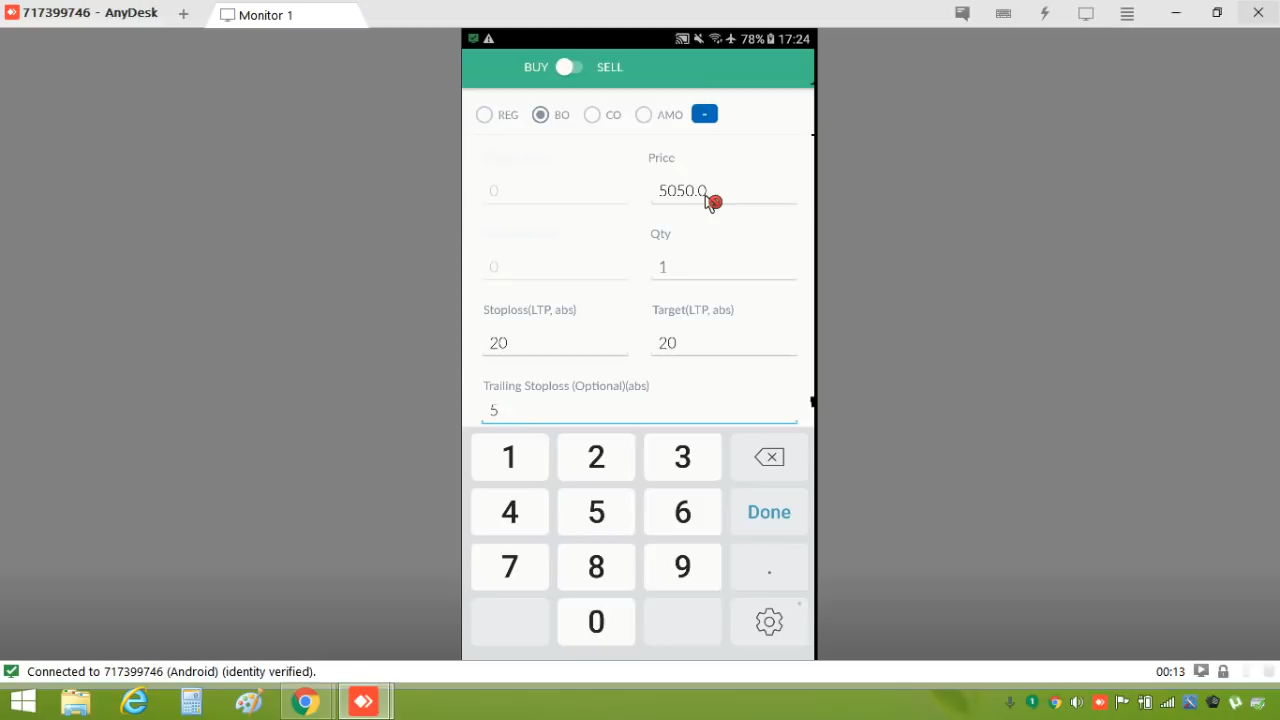 717399746 - AnyDesk
Monitor 1
78% 17:24
BUY SELL
REG BO CO AMO -
Price
0 5050.0
Qty
0 1
Stoploss(LTP, abs) Target(LTP, abs)
20 20
Trailing Stoploss (Optional)(abs)
5
1 2 3
4 5 6 Done
7 8 9 .
0
Connected to 717399746 (Android) (identity verified). 00:13